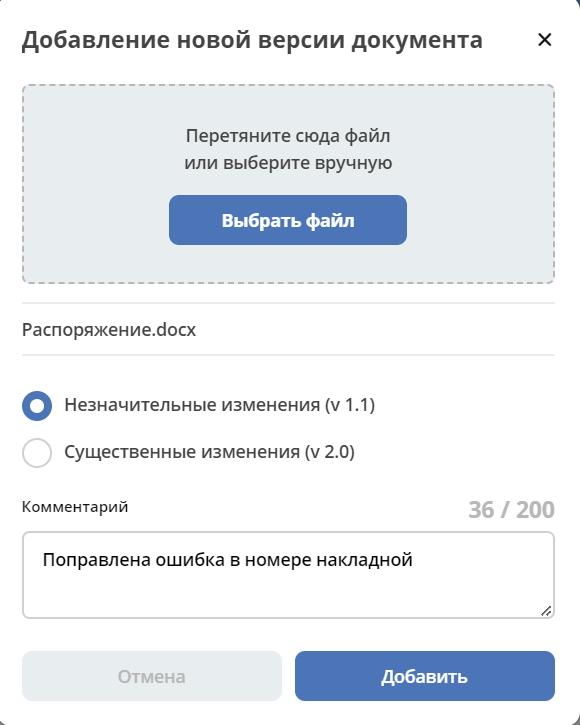 Добавление новой версии документа
Перетяните сюда файл
или выберите вручную
Выбрать файл
Распоряжение.docx
Незначительные изменения (v 1.1)
Существенные изменения (v 2.0)
Комментарий
36 / 200
Поправлена ошибка в номере накладной
Отмена
Добавить